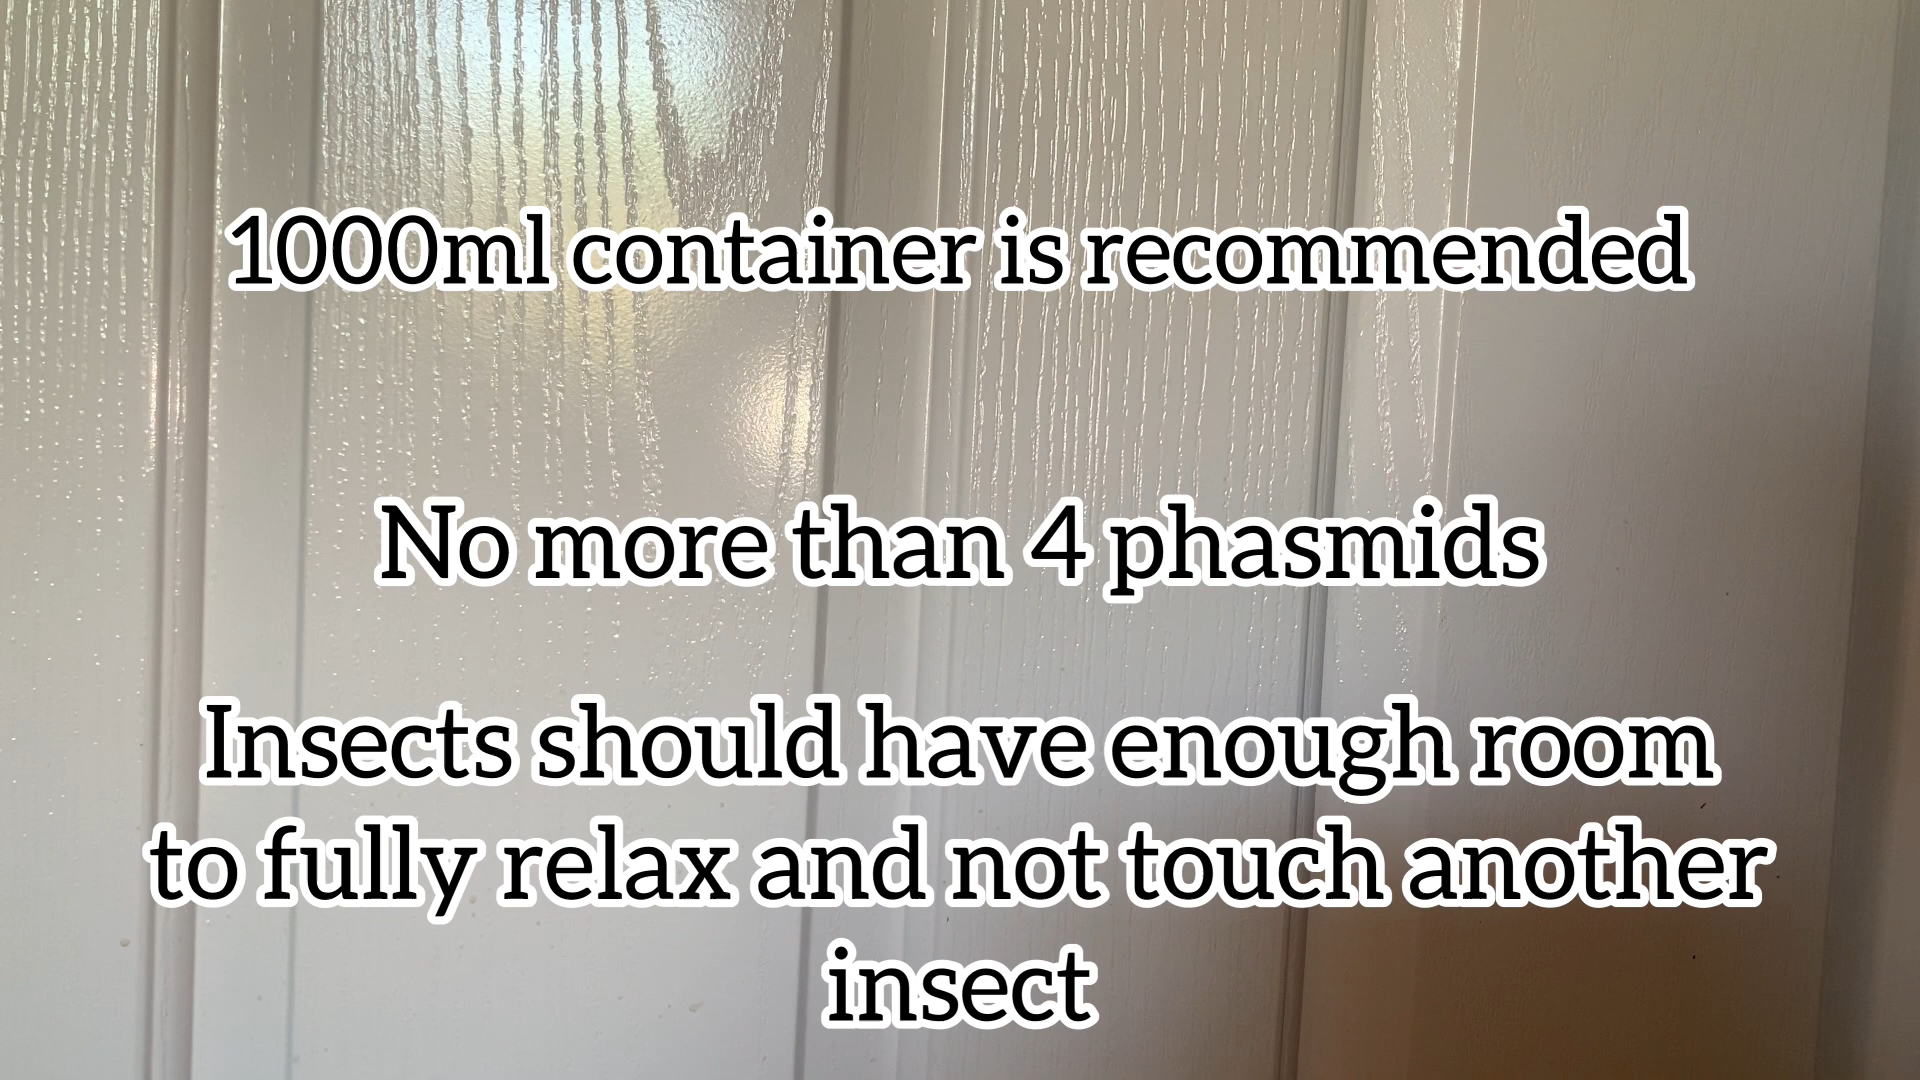 1000ml container is recommended
No more than 4 phasmids
Insects should have enough room
to fully relax and not touch another
insect